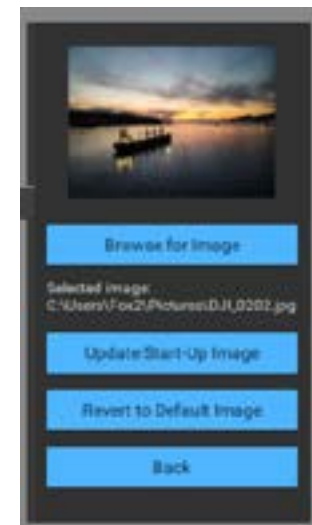 Browse for Image
Selected image:
C:\Users\Fox2\Pictures\DJI_0202.jpg
Update Start-Up Image
Revert to Default Image
Back